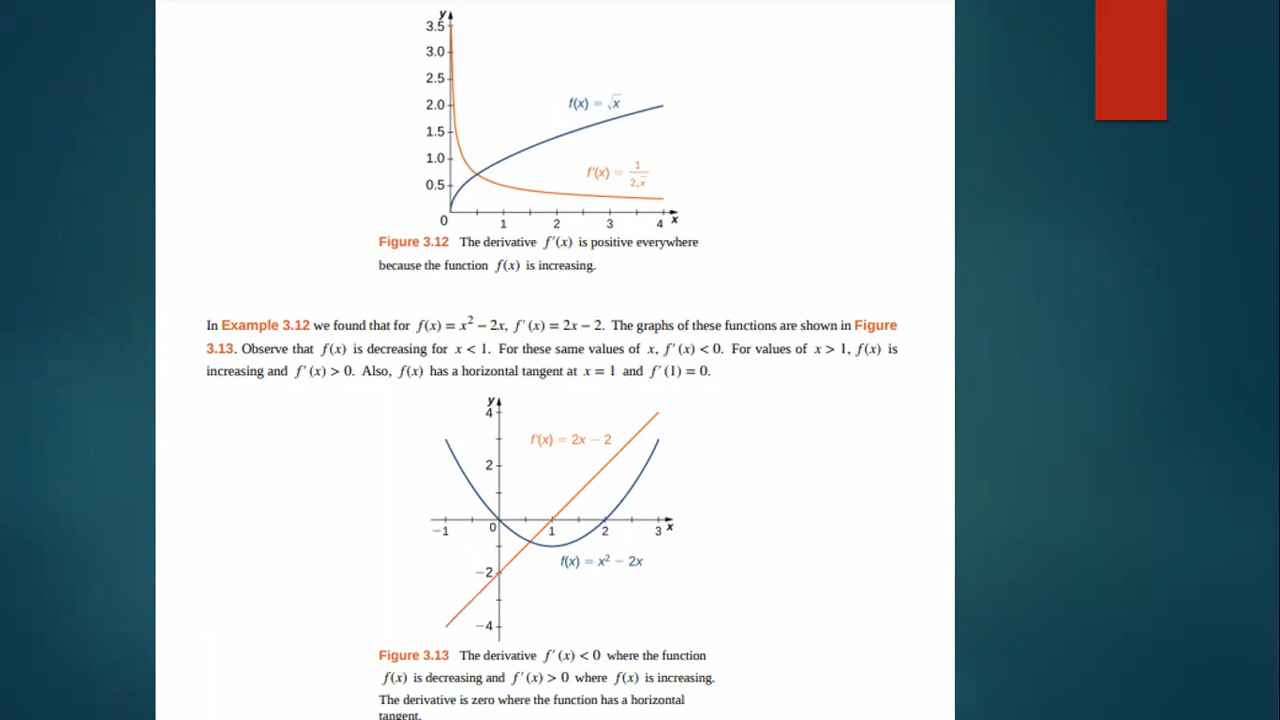 y
3.5
3.0
2.5
2.0
1.5
1.0
0.5
0
1
2
3
4
x
f(x) = √x
f'(x) = 1/(2√x)
Figure 3.12 The derivative f′(x) is positive everywhere
because the function f(x) is increasing.
In Example 3.12 we found that for f(x) = x² − 2x, f′(x) = 2x − 2. The graphs of these functions are shown in Figure
3.13. Observe that f(x) is decreasing for x < 1. For these same values of x, f′(x) < 0. For values of x > 1, f(x) is
increasing and f′(x) > 0. Also, f(x) has a horizontal tangent at x = 1 and f′(1) = 0.
y
4
2
−2
−4
−1
0
1
2
3
x
f'(x) = 2x − 2
f(x) = x² − 2x
Figure 3.13 The derivative f′(x) < 0 where the function
f(x) is decreasing and f′(x) > 0 where f(x) is increasing.
The derivative is zero where the function has a horizontal
tangent.